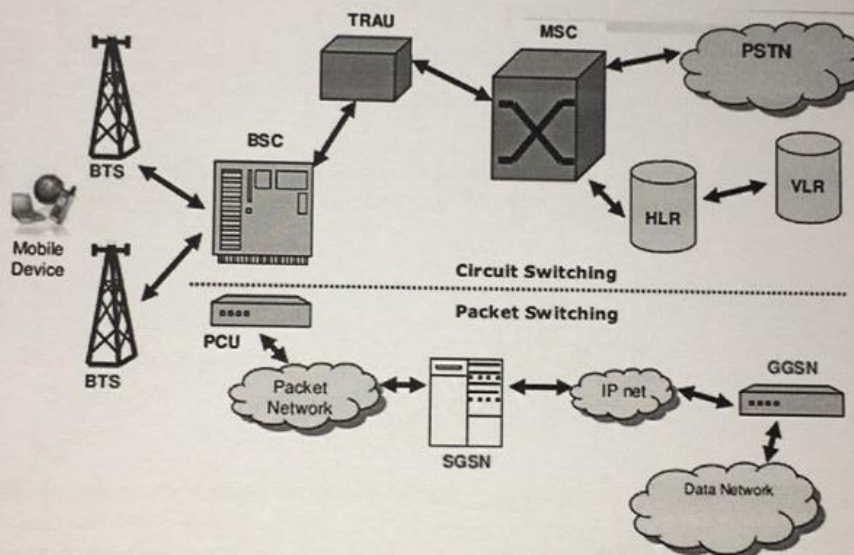 TRAU
MSC
PSTN
BSC
BTS
HLR
VLR
Mobile
Device
Circuit Switching
Packet Switching
PCU
BTS
Packet
Network
SGSN
IP net
GGSN
Data Network